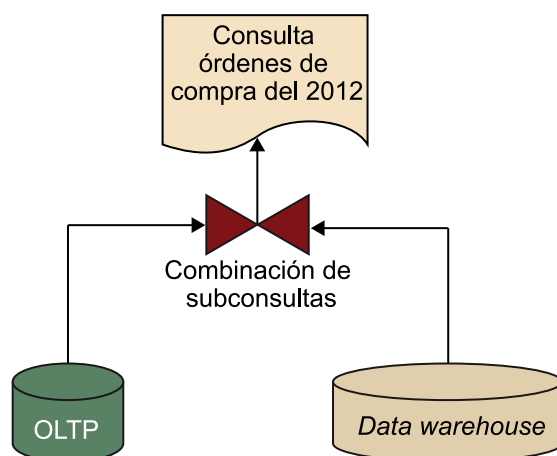 Consulta
órdenes de
compra del 2012
Combinación de
subconsultas
OLTP
Data warehouse